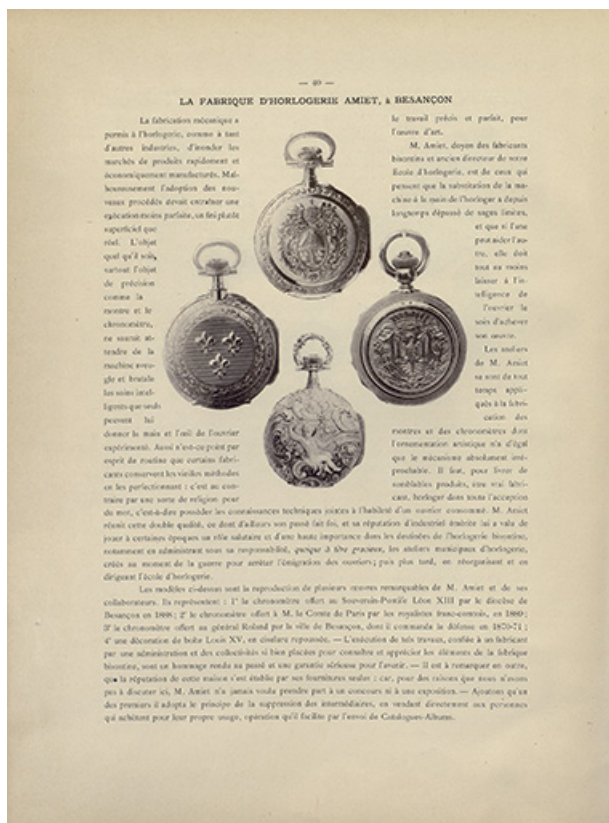 — 40 —
LA FABRIQUE D'HORLOGERIE AMIET, à BESANÇON
La fabrication mécanique a
permis à l'horlogerie, comme à tant
d'autres industries, d'inonder les
marchés de produits rapidement et
économiquement manufacturés. Mal-
heureusement l'adoption des nou-
veaux procédés devait entraîner une
exécution moins parfaite, un fini plutôt
superficiel que
réel. L'objet
quel qu'il soit,
surtout l'objet
de précision
comme la
montre et le
chronomètre,
ne saurait at-
tendre de la
machine aveu-
gle et brutale
les soins intel-
ligents que seuls
peuvent lui
donner la main et l'œil de l'ouvrier
expérimenté. Aussi n'est-ce point par
esprit de routine que certains fabri-
cants conservent les vieilles méthodes
en les perfectionnant : c'est au con-
traire par une sorte de religion pour
le travail précis et parfait, pour
l'œuvre d'art.
M. Amiet, doyen des fabricants
bisontins et ancien directeur de notre
École d'horlogerie, est de ceux qui
pensent que la substitution de la ma-
chine à la main de l'horloger a depuis
longtemps dépassé de sages limites,
et que si l'une
peut aider l'au-
tre, elle doit
tout au moins
laisser à l'in-
telligence de
l'ouvrier le
soin d'achever
son œuvre.
Les ateliers
de M. Amiet
se sont de tout
temps appli-
qués à la fabri-
cation des
montres et des chronomètres dont
l'ornementation artistique n'a d'égal
que le mécanisme absolument irré-
prochable. Il faut, pour livrer de
semblables produits, être vrai fabri-
cant, horloger dans toute l'acception
du mot, c'est-à-dire posséder les connaissances techniques jointes à l'habileté d'un ouvrier consommé. M. Amiet
réunit cette double qualité, ce dont d'ailleurs son passé fait foi, et sa réputation d'industriel émérite lui a valu de
jouer à certaines époques un rôle salutaire et d'une haute importance dans les destinées de l'horlogerie bisontine,
notamment en administrant sous sa responsabilité, quoique à titre gracieux, les ateliers municipaux d'horlogerie,
créés au moment de la guerre pour arrêter l'émigration des ouvriers ; puis plus tard, en réorganisant et en
dirigeant l'école d'horlogerie.
Les modèles ci-dessus sont la reproduction de plusieurs œuvres remarquables de M. Amiet et de ses
collaborateurs. Ils représentent : 1° le chronomètre offert au Souverain-Pontife Léon XIII par le diocèse de
Besançon en 1888 ; 2° le chronomètre offert à M. le Comte de Paris par les royalistes franc-comtois, en 1889 ;
3° le chronomètre offert au général Roland par la ville de Besançon, dont il commanda la défense en 1870-71 ;
4° une décoration de boîte Louis XV, en ciselure repoussée. — L'exécution de tels travaux, confiée à un fabricant
par une administration et des collectivités si bien placées pour connaître et apprécier les éléments de la fabrique
bisontine, sont un hommage rendu au passé et une garantie sérieuse pour l'avenir. — Il est à remarquer en outre,
que la réputation de cette maison s'est établie par ses fournitures seules : car, pour des raisons que nous n'avons
pas à discuter ici, M. Amiet n'a jamais voulu prendre part à un concours ni à une exposition. — Ajoutons qu'un
des premiers il adopta le principe de la suppression des intermédiaires, en vendant directement aux personnes
qui achètent pour leur propre usage, opération qu'il facilite par l'envoi de Catalogues-Albums.